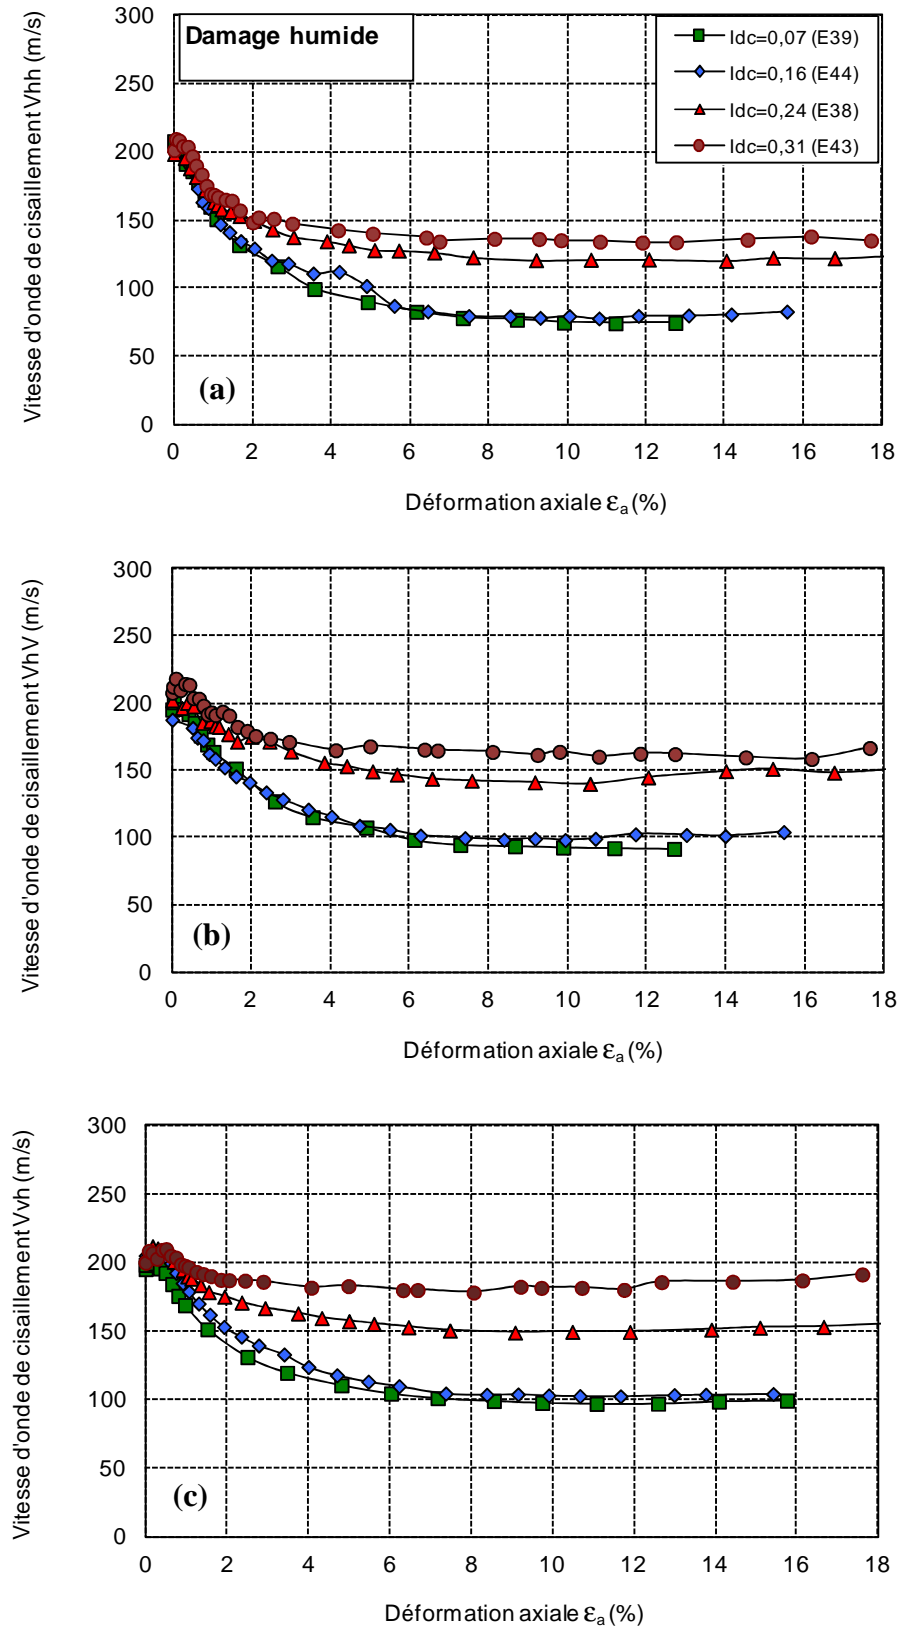 Damage humide
Idc=0,07 (E39)
Idc=0,16 (E44)
Idc=0,24 (E38)
Idc=0,31 (E43)
Vitesse d'onde de cisaillement Vhh (m/s)
300
250
200
150
100
50
0
(a)
0 2 4 6 8 10 12 14 16 18
Déformation axiale εa (%)
Vitesse d'onde de cisaillement VhV (m/s)
300
250
200
150
100
50
0
(b)
0 2 4 6 8 10 12 14 16 18
Déformation axiale εa (%)
Vitesse d'onde de cisaillement Vvh (m/s)
300
250
200
150
100
50
0
(c)
0 2 4 6 8 10 12 14 16 18
Déformation axiale εa (%)